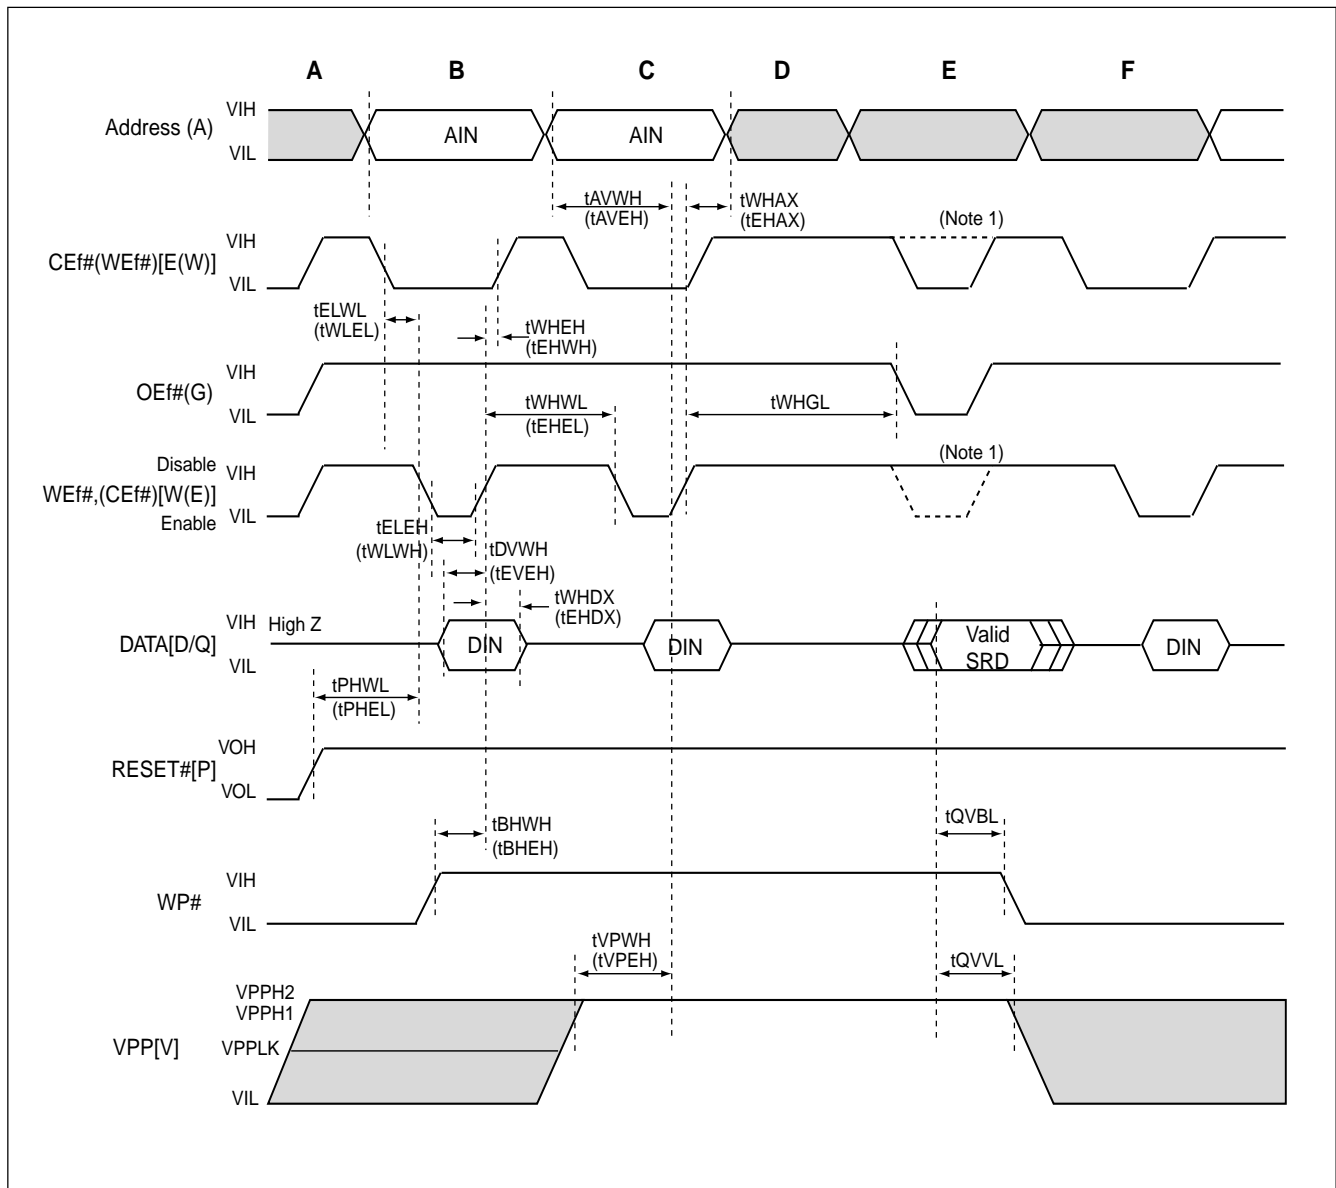 A B C D E F
Address (A)
VIH
VIL
AIN
AIN
tAVWH
(tAVEH)
tWHAX
(tEHAX)
(Note 1)
CEf#(WEf#)[E(W)]
VIH
VIL
tELWL
(tWLEL)
tWHEH
(tEHWH)
OEf#(G)
VIH
VIL
tWHWL
(tEHEL)
tWHGL
Disable
VIH
WEf#,(CEf#)[W(E)]
Enable
VIL
(Note 1)
tELEH
(tWLWH)
tDVWH
(tEVEH)
tWHDX
(tEHDX)
DATA[D/Q]
VIH
High Z
VIL
DIN
DIN
Valid
SRD
DIN
tPHWL
(tPHEL)
RESET#[P]
VOH
VOL
tBHWH
(tBHEH)
tQVBL
WP#
VIH
VIL
tVPWH
(tVPEH)
tQVVL
VPP[V]
VPPH2
VPPH1
VPPLK
VIL